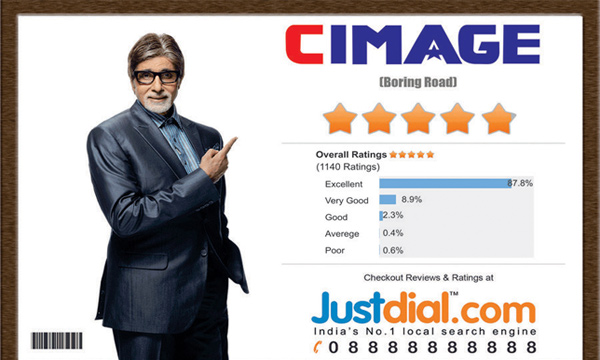 CIMAGE
(Boring Road)
Overall Ratings
(1140 Ratings)
Excellent 87.8%
Very Good 8.9%
Good 2.3%
Averege 0.4%
Poor 0.6%
Checkout Reviews & Ratings at
Justdial.com™
India's No.1 local search engine
08888888888